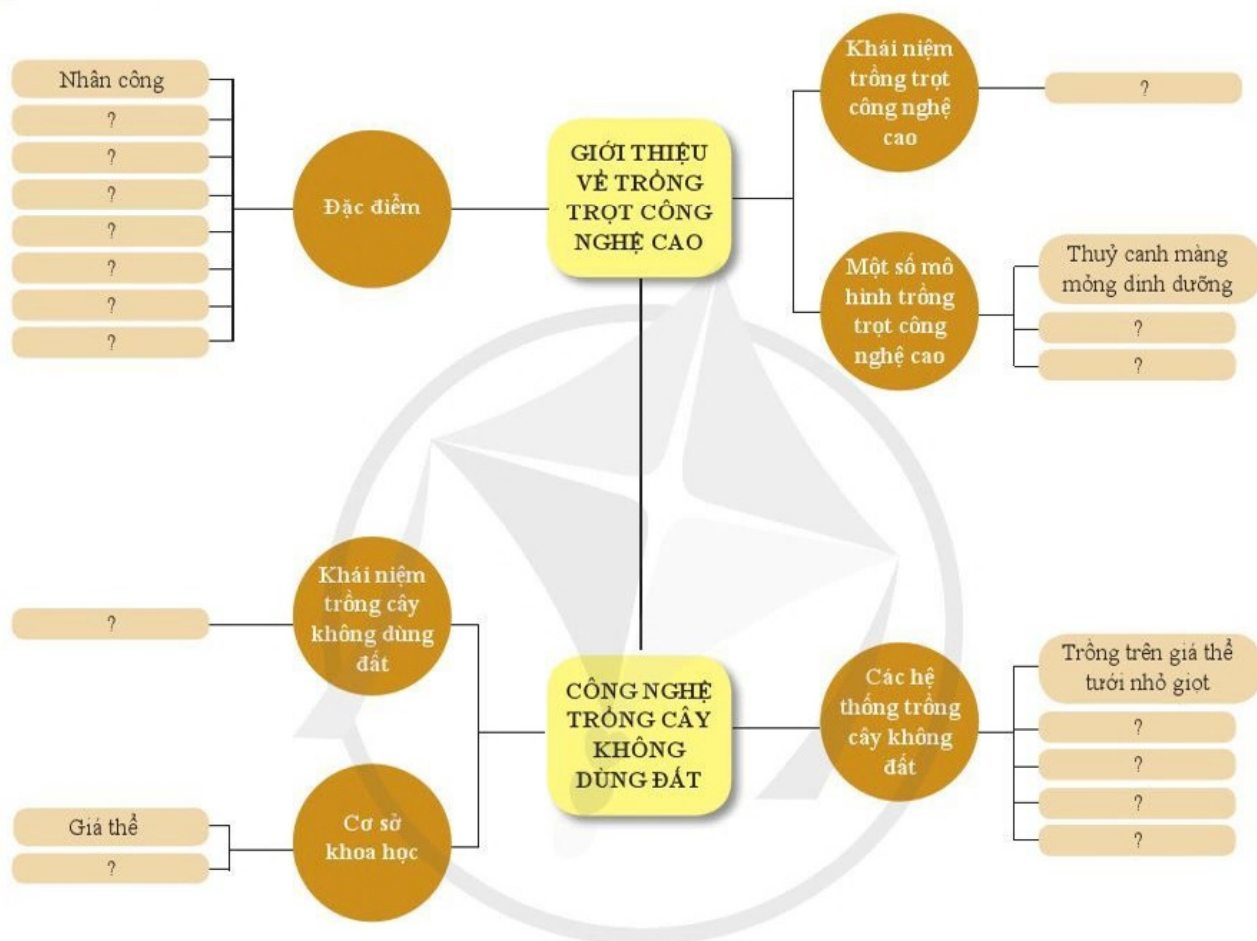 Nhân công
?
?
?
?
?
?
?
Đặc điểm
GIỚI THIỆU
VỀ TRỒNG
TRỌT CÔNG
NGHỆ CAO
Khái niệm
trồng trọt
công nghệ
cao
?
Một số mô
hình trồng
trọt công
nghệ cao
Thuỷ canh màng
mỏng dinh dưỡng
?
?
Khái niệm
trồng cây
không dùng
đất
?
Cơ sở
khoa học
Giá thể
?
CÔNG NGHỆ
TRỒNG CÂY
KHÔNG
DÙNG ĐẤT
Các hệ
thống trồng
cây không
đất
Trồng trên giá thể
tưới nhỏ giọt
?
?
?
?